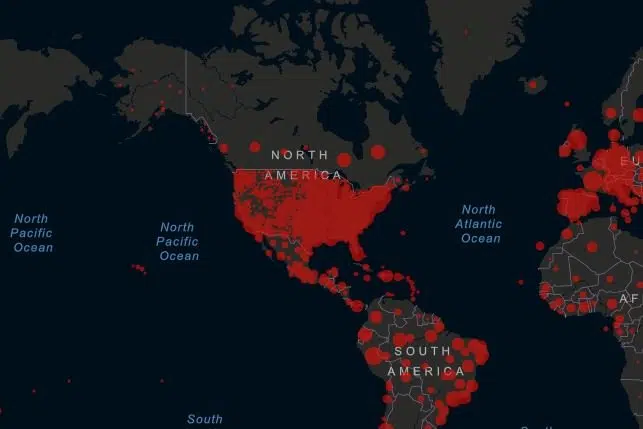 NORTH
AMERICA
North
Pacific
Ocean
North
Pacific
Ocean
North
Atlantic
Ocean
EU
AF
SOUTH
AMERICA
South